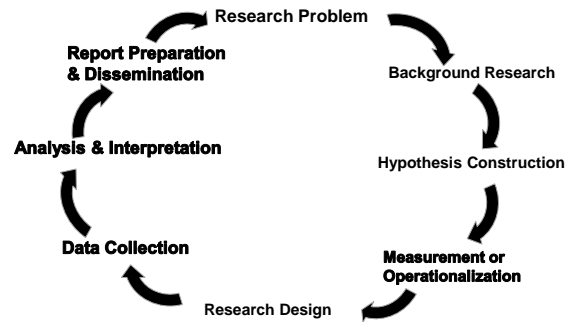 Research Problem
Background Research
Hypothesis Construction
Measurement or
Operationalization
Research Design
Data Collection
Analysis & Interpretation
Report Preparation
& Dissemination